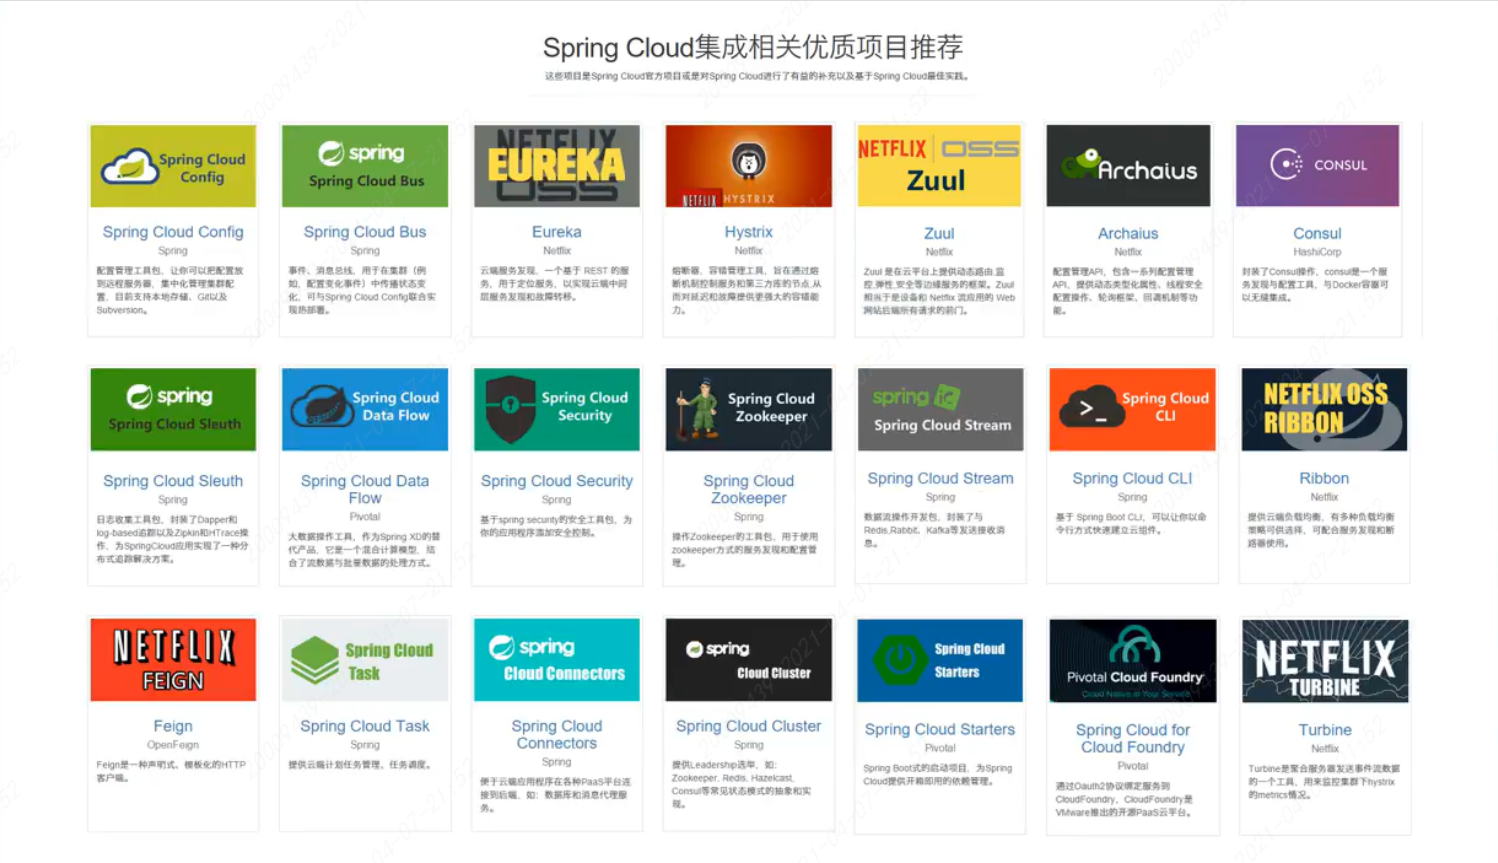 Spring Cloud集成相关优质项目推荐
这些项目是Spring Cloud官方项目或是对Spring Cloud进行了有益的补充以及基于Spring Cloud最佳实践。
Spring Cloud
Config
Spring Cloud Config
Spring
配置管理工具包，让你可以把配置放
到远程服务器，集中化管理集群配
置，目前支持本地存储、Git以及
Subversion。
spring
Spring Cloud Bus
Spring Cloud Bus
Spring
事件、消息总线，用于在集群（例
如，配置变化事件）中传播状态变
化，可与Spring Cloud Config联合实
现热部署。
NETFLIX
EUREKA
OSS
Eureka
Netflix
云端服务发现，一个基于 REST 的服
务，用于定位服务，以实现云端中间
层服务发现和故障转移。
NETFLIX HYSTRIX
Hystrix
Netflix
熔断器，容错管理工具，旨在通过熔
断机制控制服务和第三方库的节点,从
而对延迟和故障提供更强大的容错能
力。
NETFLIX OSS
Zuul
Zuul
Netflix
Zuul 是在云平台上提供动态路由,监
控,弹性,安全等边缘服务的框架。Zuul
相当于是设备和 Netflix 流应用的 Web
网站后端所有请求的前门。
Archaius
Archaius
Netflix
配置管理API，包含一系列配置管理
API，提供动态类型化属性、线程安全
配置操作、轮询框架、回调机制等功
能。
CONSUL
Consul
HashiCorp
封装了Consul操作，consul是一个服
务发现与配置工具，与Docker容器可
以无缝集成。
spring
Spring Cloud Sleuth
Spring Cloud Sleuth
Spring
日志收集工具包，封装了Dapper和
log-based追踪以及Zipkin和HTrace操
作，为SpringCloud应用实现了一种分
布式追踪解决方案。
Spring Cloud
Data Flow
Spring Cloud Data
Flow
Pivotal
大数据操作工具，作为Spring XD的替
代产品，它是一个混合计算模型，结
合了流数据与批量数据的处理方式。
Spring Cloud
Security
Spring Cloud Security
Spring
基于spring security的安全工具包，为
你的应用程序添加安全控制。
Spring Cloud
Zookeeper
Spring Cloud
Zookeeper
Spring
操作Zookeeper的工具包，用于使用
zookeeper方式的服务发现和配置管
理。
spring
Spring Cloud Stream
Spring Cloud Stream
Spring
数据流操作开发包，封装了与
Redis,Rabbit、Kafka等发送接收消
息。
Spring Cloud
CLI
Spring Cloud CLI
Spring
基于 Spring Boot CLI，可以让你以命
令行方式快速建立云组件。
NETFLIX OSS
RIBBON
Ribbon
Netflix
提供云端负载均衡，有多种负载均衡
策略可供选择，可配合服务发现和断
路器使用。
NETFLIX
FEIGN
Feign
OpenFeign
Feign是一种声明式、模板化的HTTP
客户端。
Spring Cloud
Task
Spring Cloud Task
Spring
提供云端计划任务管理、任务调度。
spring
Cloud Connectors
Spring Cloud
Connectors
Spring
便于云端应用程序在各种PaaS平台连
接到后端，如：数据库和消息代理服
务。
spring
Cloud Cluster
Spring Cloud Cluster
Spring
提供Leadership选举，如：
Zookeeper, Redis, Hazelcast,
Consul等常见状态模式的抽象和实
现。
Spring Cloud
Starters
Spring Cloud Starters
Pivotal
Spring Boot式的启动项目，为Spring
Cloud提供开箱即用的依赖管理。
Pivotal Cloud Foundry
Cloud Native at Your Service
Spring Cloud for
Cloud Foundry
Pivotal
通过Oauth2协议绑定服务到
CloudFoundry，CloudFoundry是
VMware推出的开源PaaS云平台。
NETFLIX
TURBINE
Turbine
Netflix
Turbine是聚合服务器发送事件流数据
的一个工具，用来监控集群下hystrix
的metrics情况。